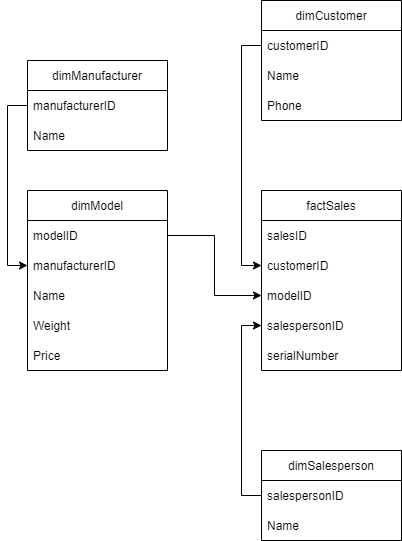 dimCustomer
customerID
Name
Phone
dimManufacturer
manufacturerID
Name
dimModel
modelID
manufacturerID
Name
Weight
Price
factSales
salesID
customerID
modelID
salespersonID
serialNumber
dimSalesperson
salespersonID
Name